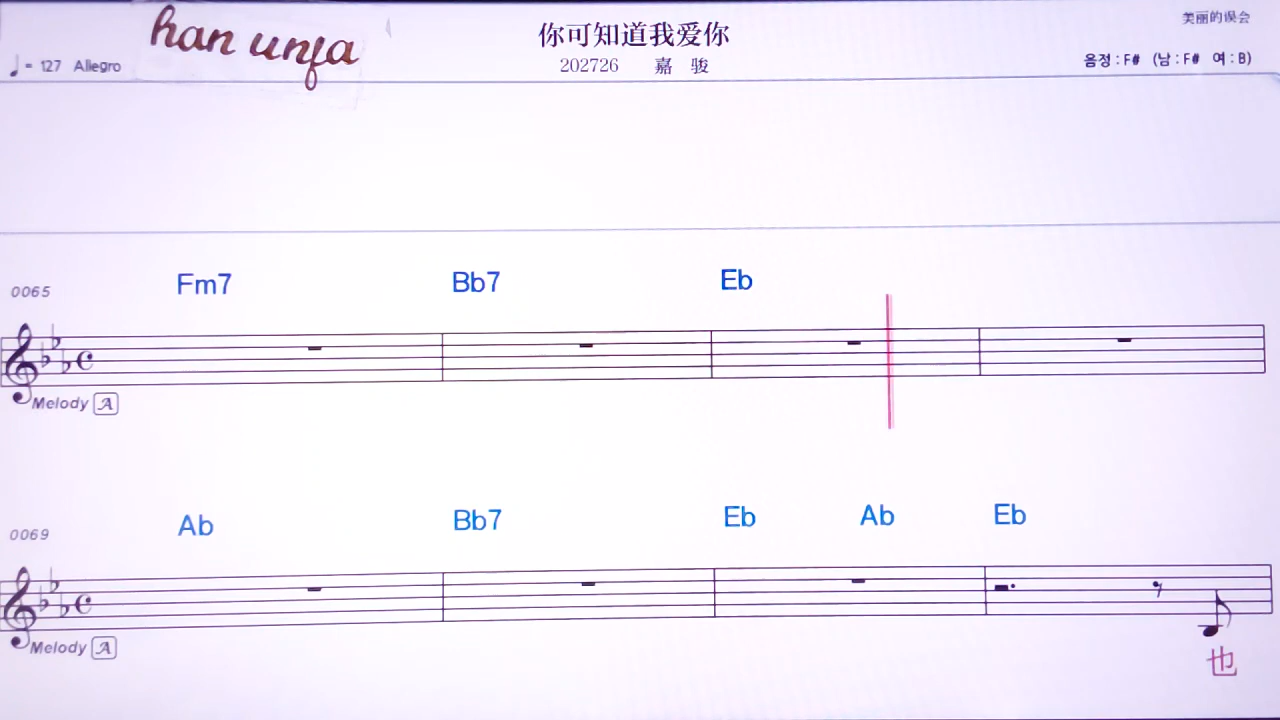 han unfa
你可知道我爱你
美丽的误会
♩= 127 Allegro
202726 嘉 骏
음정 : F# (남 : F# 여 : B)
0065 Fm7 Bb7 Eb
Melody A
0069 Ab Bb7 Eb Ab Eb
Melody A
也